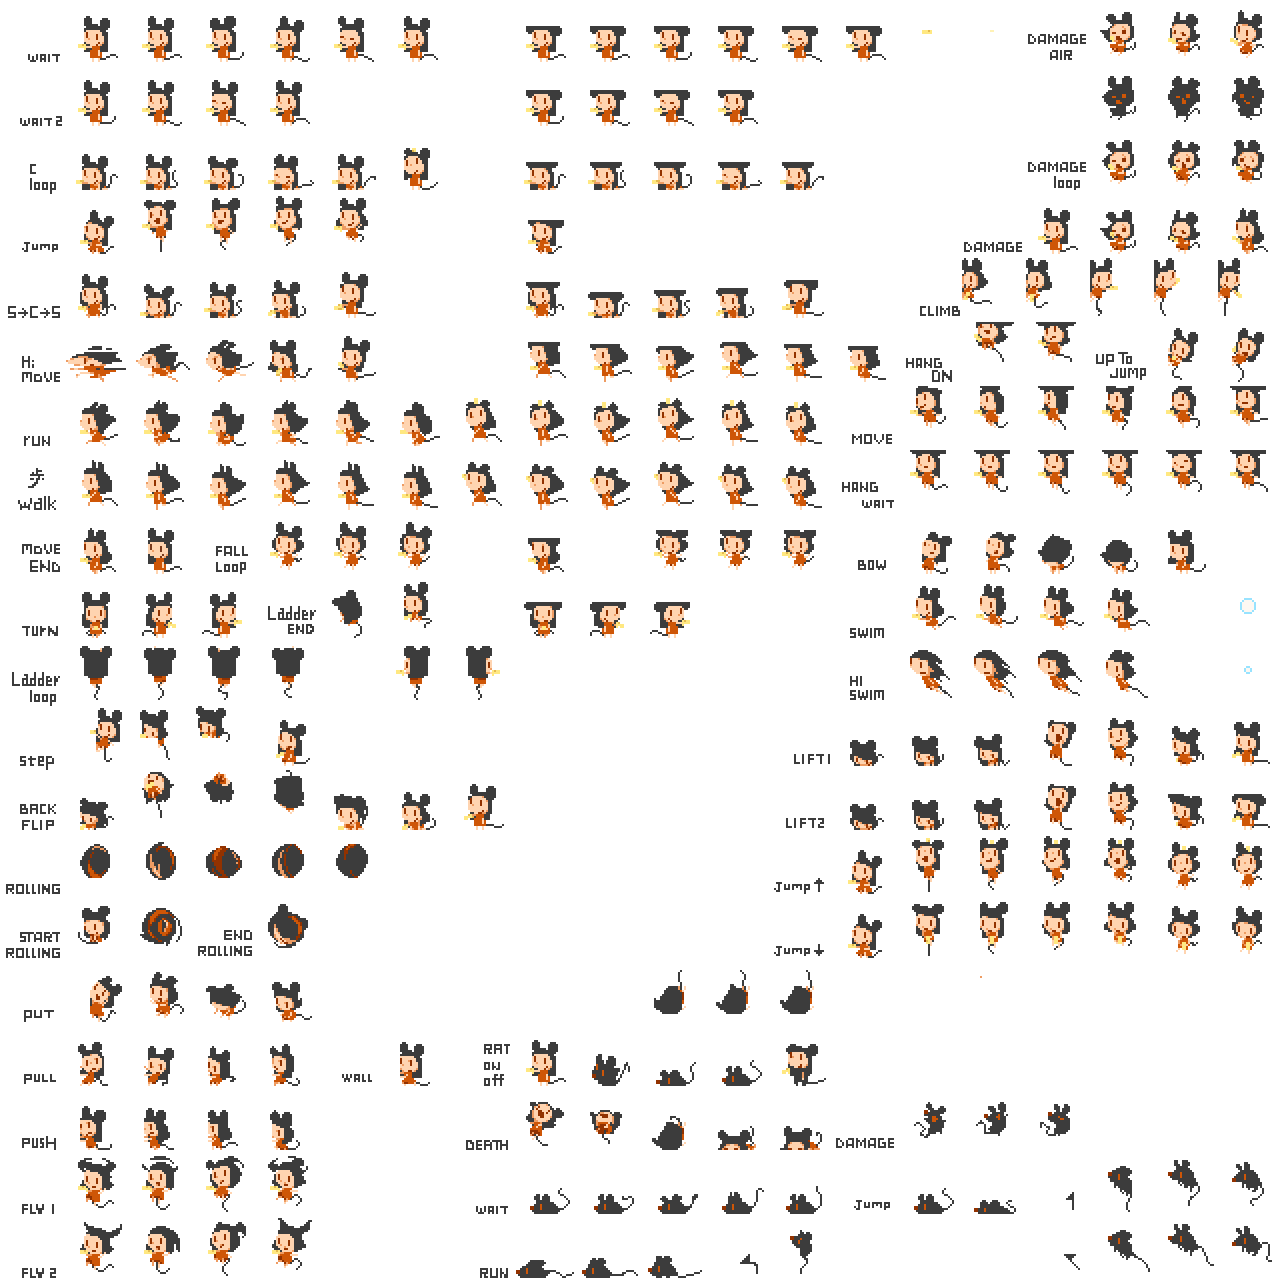 WAIT
DAMAGE
AIR
WAIT 2
C
loop
DAMAGE
loop
Jump
DAMAGE
S→C→S
CLIMB
Hi
MOVE
HANG
ON
UP To
Jump
run
MOVE
歩
walk
HANG
WAIT
MOVE
END
FALL
Loop
BOW
TURN
Ladder
END
SWIM
Ladder
loop
HI
SWIM
step
LIFT1
BACK
FLIP
LIFT2
ROLLING
Jump↑
START
ROLLING
END
ROLLING
Jump↓
PUT
PULL
WALL
RAT
on
off
PUSH
DEATH
DAMAGE
FLY 1
WAIT
Jump
FLY 2
RUN